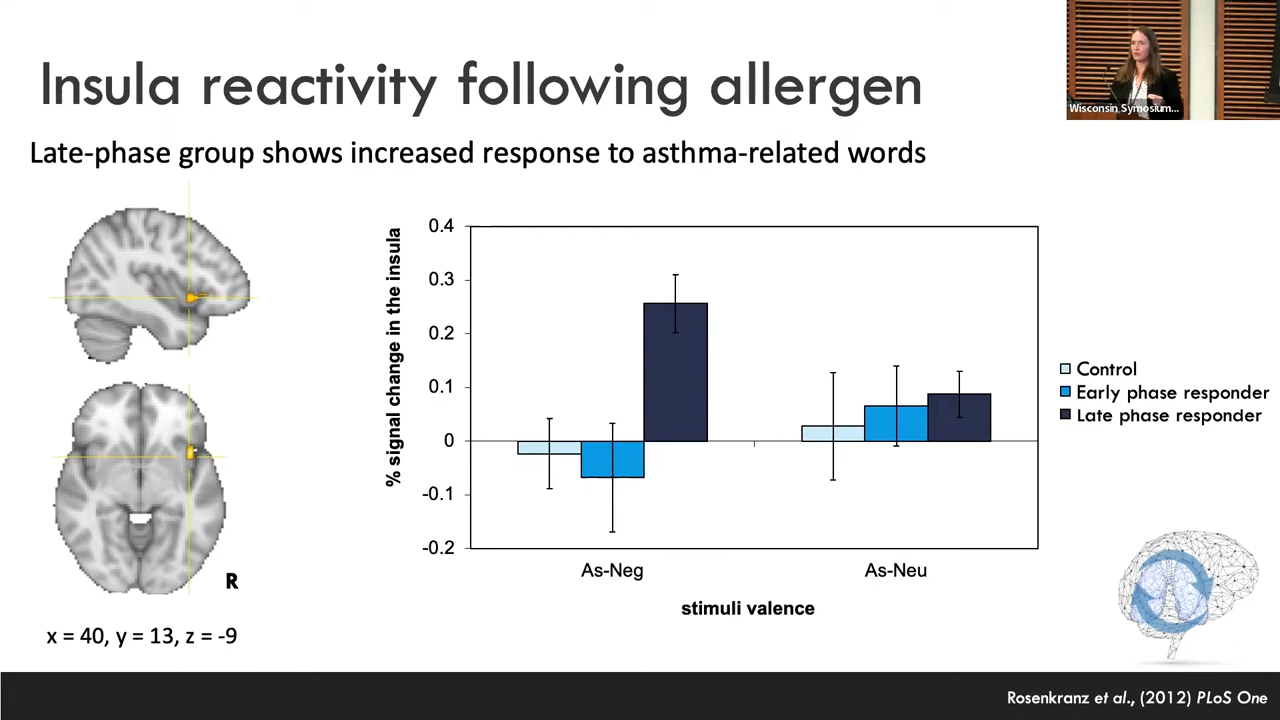 Insula reactivity following allergen
Wisconsin Symposium...
Late-phase group shows increased response to asthma-related words
% signal change in the insula
0.4
0.3
0.2
0.1
0
-0.1
-0.2
As-Neg
As-Neu
stimuli valence
Control
Early phase responder
Late phase responder
R
x = 40, y = 13, z = -9
Rosenkranz et al., (2012) PLoS One